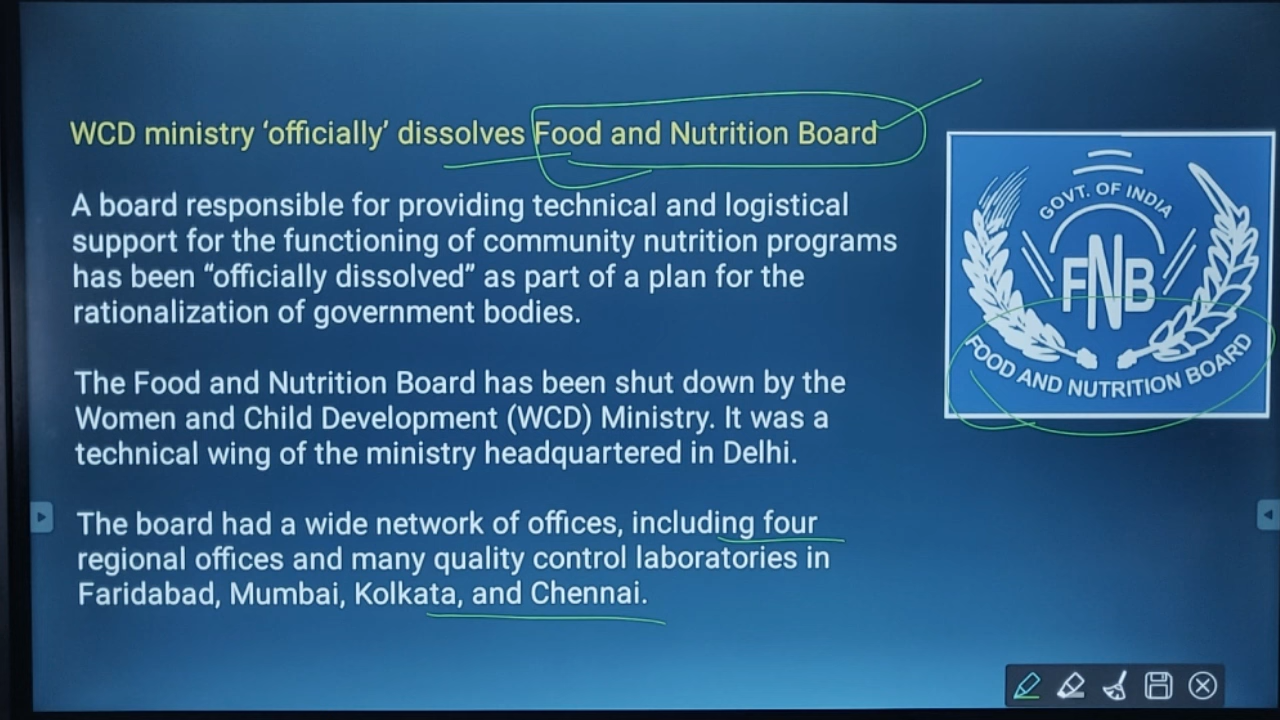 WCD ministry ‘officially’ dissolves Food and Nutrition Board
A board responsible for providing technical and logistical
support for the functioning of community nutrition programs
has been “officially dissolved” as part of a plan for the
rationalization of government bodies.
The Food and Nutrition Board has been shut down by the
Women and Child Development (WCD) Ministry. It was a
technical wing of the ministry headquartered in Delhi.
The board had a wide network of offices, including four
regional offices and many quality control laboratories in
Faridabad, Mumbai, Kolkata, and Chennai.
GOVT. OF INDIA
FNB
FOOD AND NUTRITION BOARD